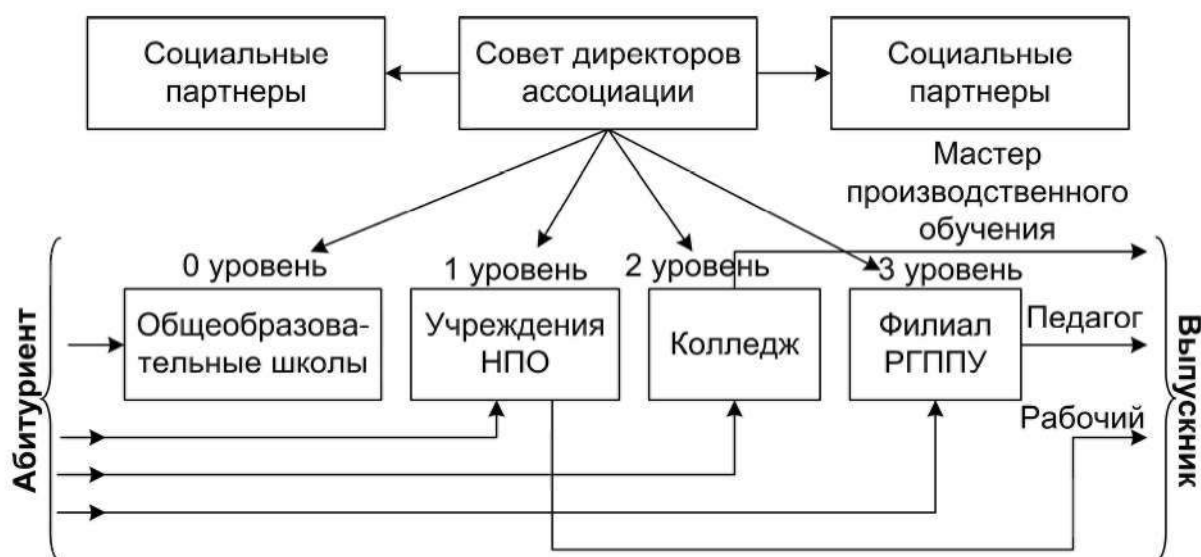 Социальные
партнеры
Совет директоров
ассоциации
Социальные
партнеры
Мастер
производственного
обучения
0 уровень
1 уровень
2 уровень
3 уровень
Абитуриент
Общеобразова-
тельные школы
Учреждения
НПО
Колледж
Филиал
РГППУ
Педагог
Рабочий
Выпускник